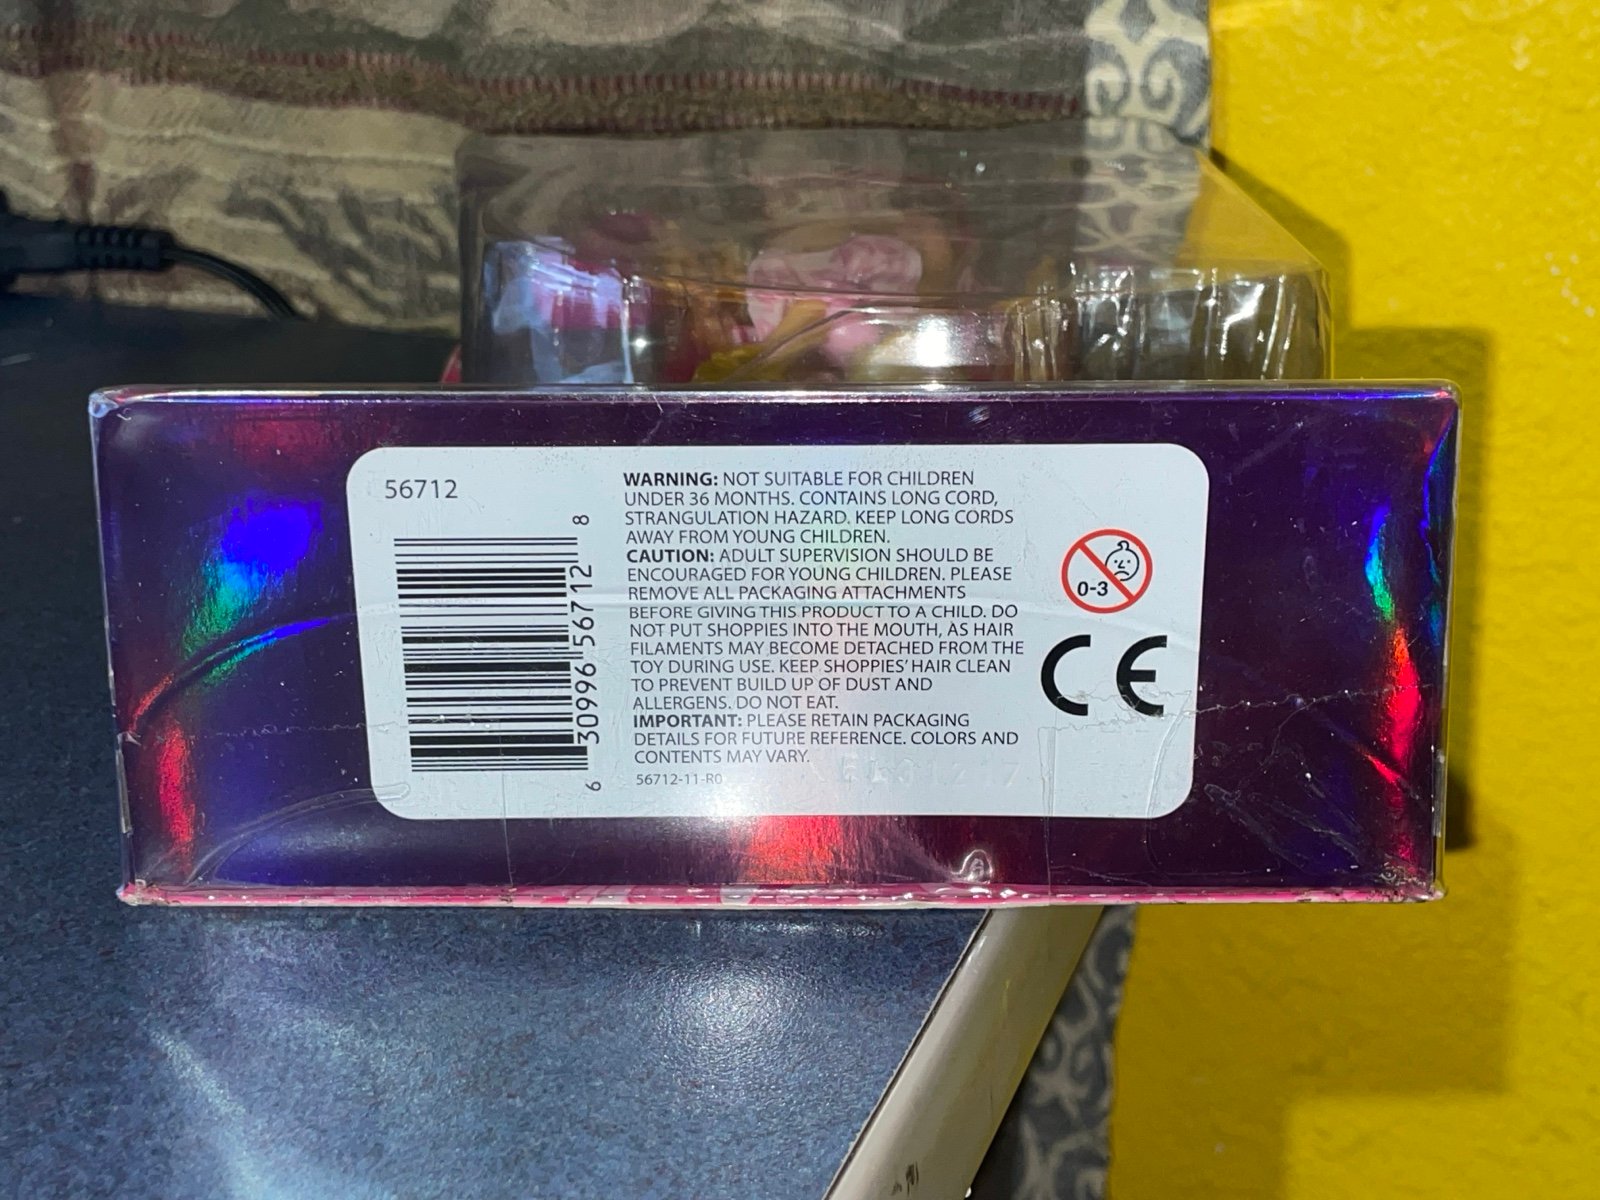 56712
WARNING: NOT SUITABLE FOR CHILDREN
UNDER 36 MONTHS. CONTAINS LONG CORD,
STRANGULATION HAZARD. KEEP LONG CORDS
AWAY FROM YOUNG CHILDREN.
CAUTION: ADULT SUPERVISION SHOULD BE
ENCOURAGED FOR YOUNG CHILDREN. PLEASE
REMOVE ALL PACKAGING ATTACHMENTS
BEFORE GIVING THIS PRODUCT TO A CHILD. DO
NOT PUT SHOPPIES INTO THE MOUTH, AS HAIR
FILAMENTS MAY BECOME DETACHED FROM THE
TOY DURING USE. KEEP SHOPPIES' HAIR CLEAN
TO PREVENT BUILD UP OF DUST AND
ALLERGENS. DO NOT EAT.
IMPORTANT: PLEASE RETAIN PACKAGING
DETAILS FOR FUTURE REFERENCE. COLORS AND
CONTENTS MAY VARY.
56712-11-R0
6 30996 56712 8
0-3
CE